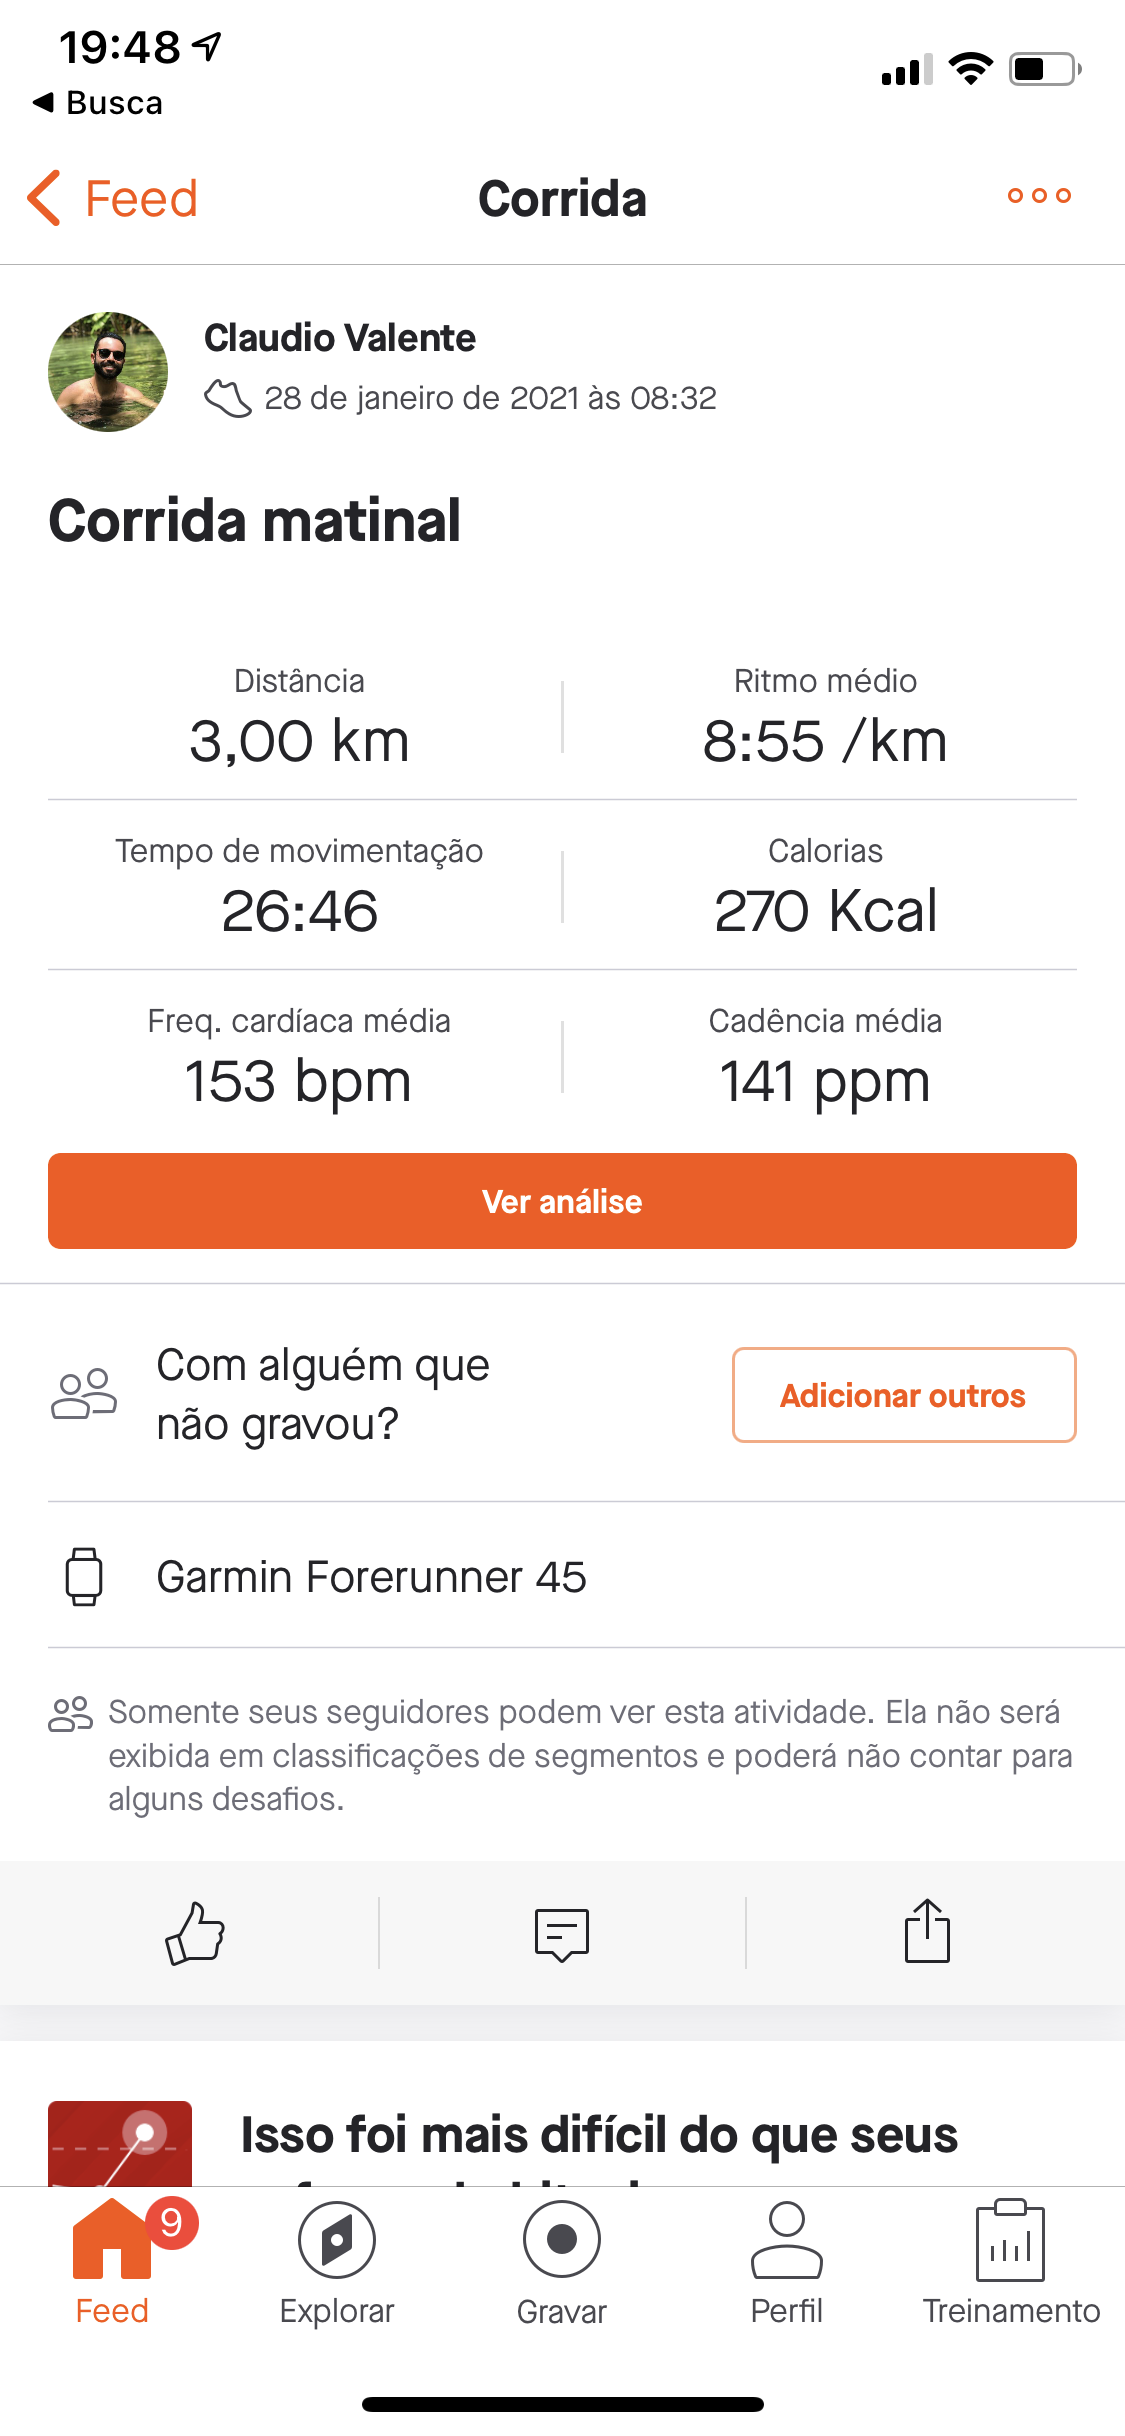 19:48
◀ Busca
Feed
Corrida
Claudio Valente
28 de janeiro de 2021 às 08:32
Corrida matinal
Distância
Ritmo médio
3,00 km
8:55 /km
Tempo de movimentação
Calorias
26:46
270 Kcal
Freq. cardíaca média
Cadência média
153 bpm
141 ppm
Ver análise
Com alguém que
não gravou?
Adicionar outros
Garmin Forerunner 45
Somente seus seguidores podem ver esta atividade. Ela não será
exibida em classificações de segmentos e poderá não contar para
alguns desafios.
Isso foi mais difícil do que seus
9
Feed
Explorar
Gravar
Perfil
Treinamento